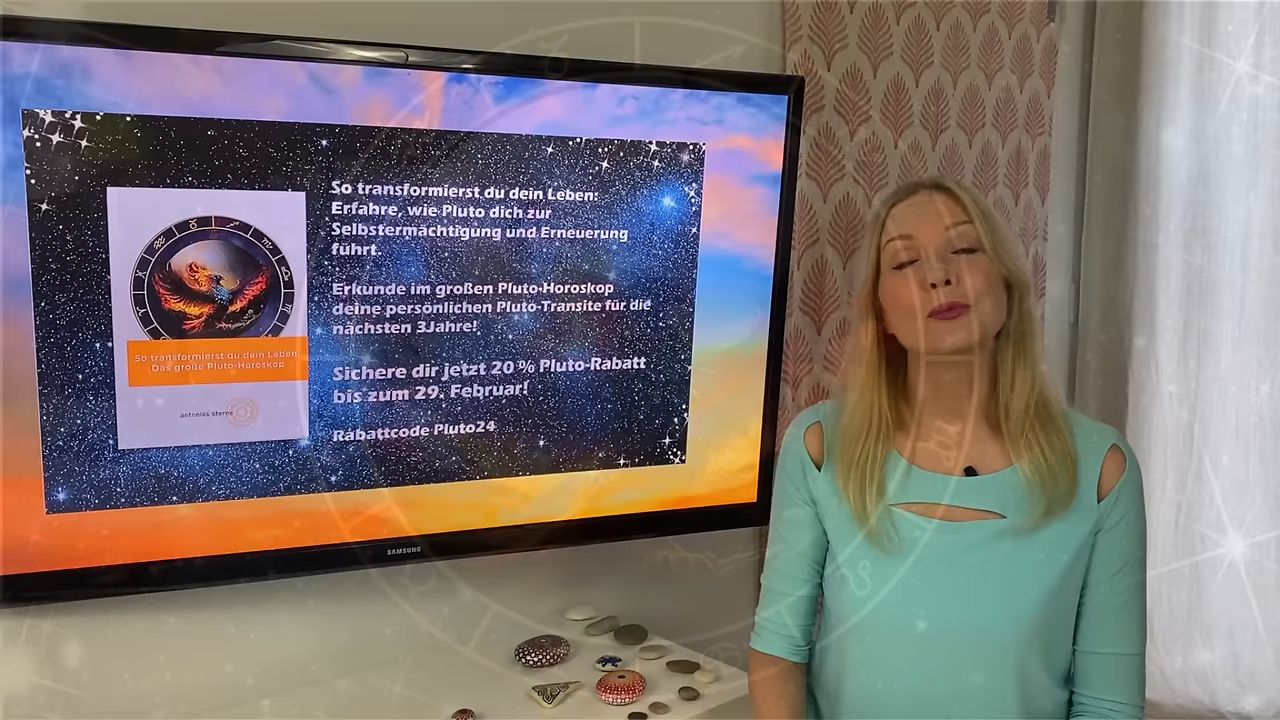 So transformierst du dein Leben:
Erfahre, wie Pluto dich zur
Selbstermächtigung und Erneuerung
führt.
Erkunde im großen Pluto-Horoskop
deine persönlichen Pluto-Transite für die
nächsten 3Jahre!
Sichere dir jetzt 20 % Pluto-Rabatt
bis zum 29. Februar!
Rabattcode Pluto24
So transformierst du dein Leben:
Das große Pluto-Horoskop
antonias sterne
SAMSUNG